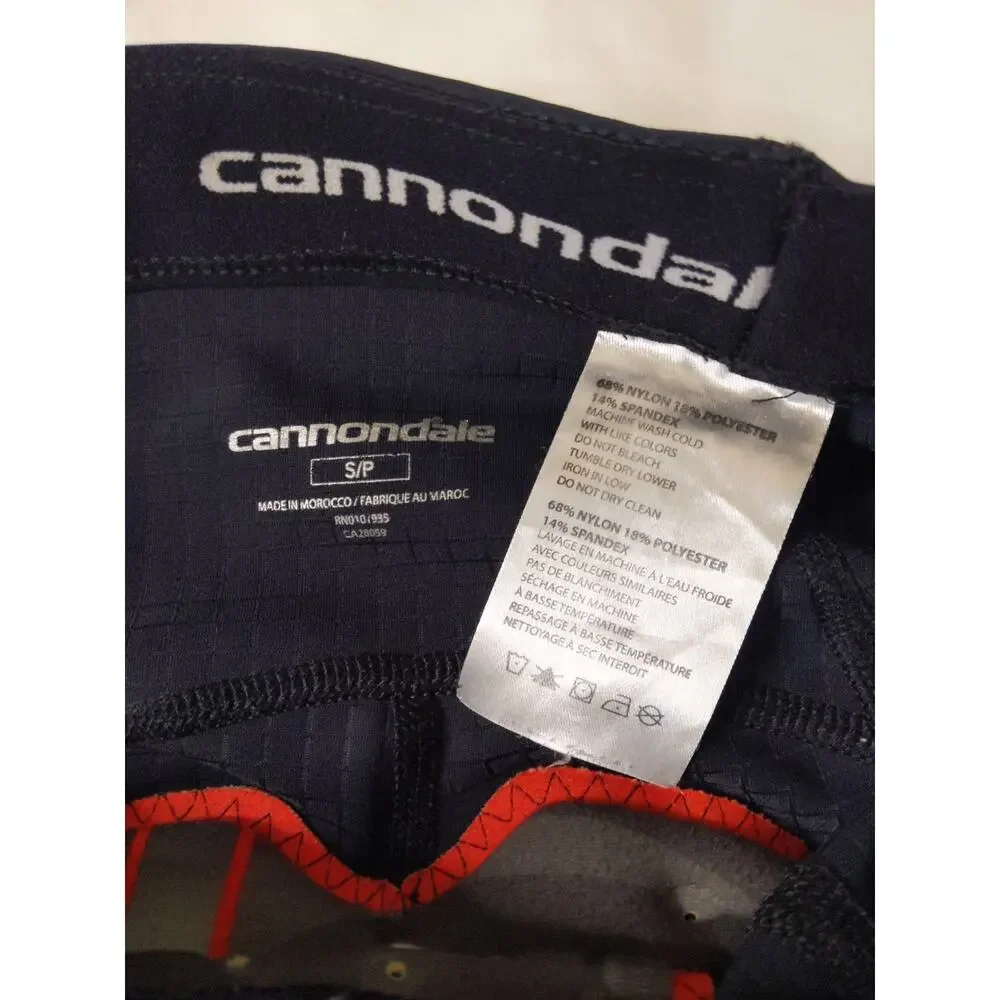 cannondal
cannondale
S/P
MADE IN MOROCCO / FABRIQUE AU MAROC
CA28059
68% NYLON 18% POLYESTER
14% SPANDEX
MACHINE WASH COLD
WITH LIKE COLORS
DO NOT BLEACH
TUMBLE DRY LOWER
IRON IN LOW
DO NOT DRY CLEAN
68% NYLON 18% POLYESTER
14% SPANDEX
LAVAGE EN MACHINE À L'EAU FROIDE
AVEC COULEURS SIMILAIRES
PAS DE BLANCHIMENT
SÉCHAGE EN MACHINE
À BASSE TEMPÉRATURE
REPASSAGE À BASSE TEMPÉRATURE
NETTOYAGE À SEC INTERDIT